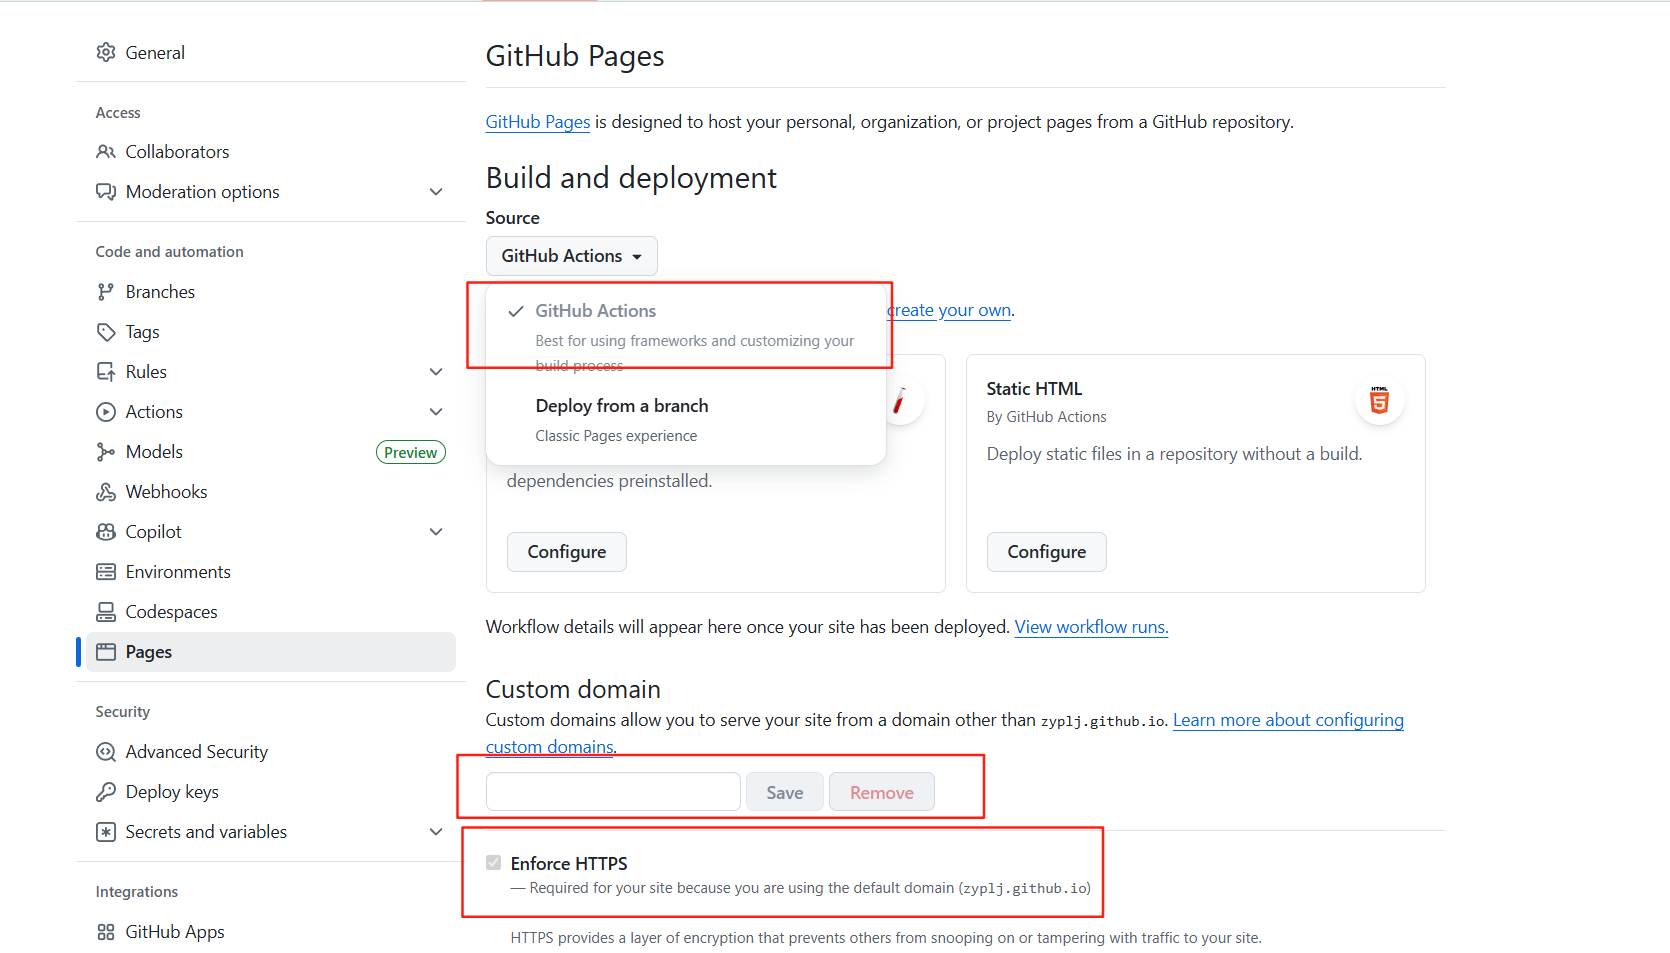 General
Access
Collaborators
Moderation options
Code and automation
Branches
Tags
Rules
Actions
Models
Preview
Webhooks
Copilot
Environments
Codespaces
Pages
Security
Advanced Security
Deploy keys
Secrets and variables
Integrations
GitHub Apps
GitHub Pages
GitHub Pages is designed to host your personal, organization, or project pages from a GitHub repository.
Build and deployment
Source
GitHub Actions
GitHub Actions
Best for using frameworks and customizing your
build process
Deploy from a branch
Classic Pages experience
create your own.
dependencies preinstalled.
Configure
Static HTML
By GitHub Actions
HTML
5
Deploy static files in a repository without a build.
Configure
Workflow details will appear here once your site has been deployed. View workflow runs.
Custom domain
Custom domains allow you to serve your site from a domain other than zyplj.github.io. Learn more about configuring
custom domains.
Save
Remove
Enforce HTTPS
— Required for your site because you are using the default domain (zyplj.github.io)
HTTPS provides a layer of encryption that prevents others from snooping on or tampering with traffic to your site.